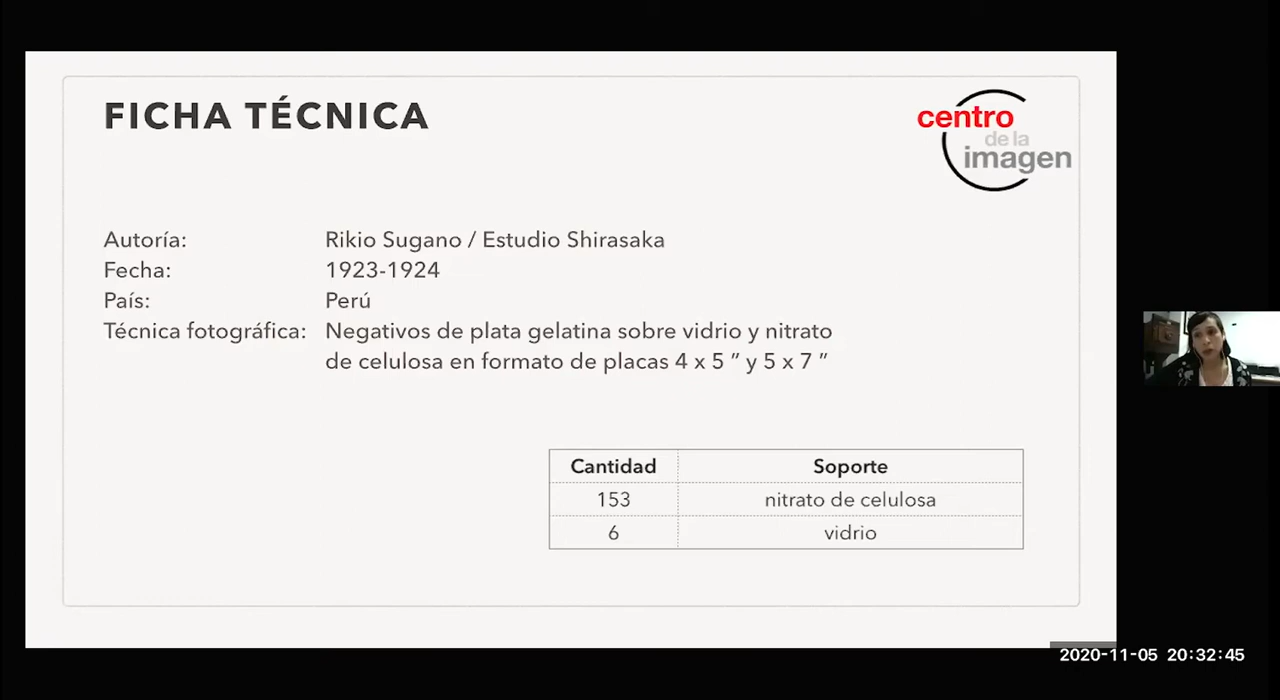 FICHA TÉCNICA
centro
de la
imagen
Autoría: Rikio Sugano / Estudio Shirasaka
Fecha: 1923-1924
País: Perú
Técnica fotográfica: Negativos de plata gelatina sobre vidrio y nitrato
de celulosa en formato de placas 4 x 5 ” y 5 x 7 ”
Cantidad Soporte
153 nitrato de celulosa
6 vidrio
2020-11-05 20:32:45